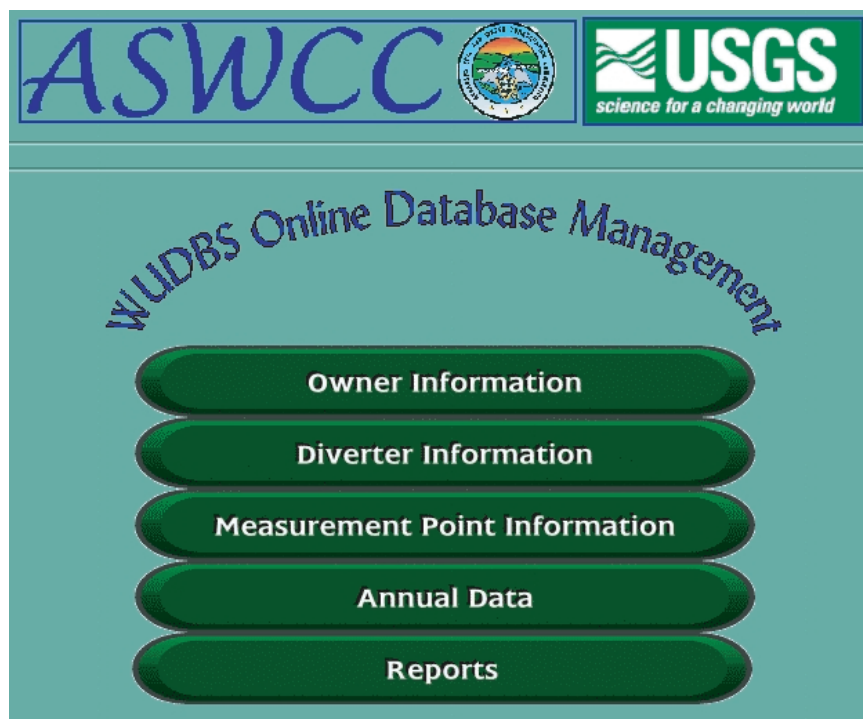 ASWCC
USGS
science for a changing world
WUDBS Online Database Management
Owner Information
Diverter Information
Measurement Point Information
Annual Data
Reports